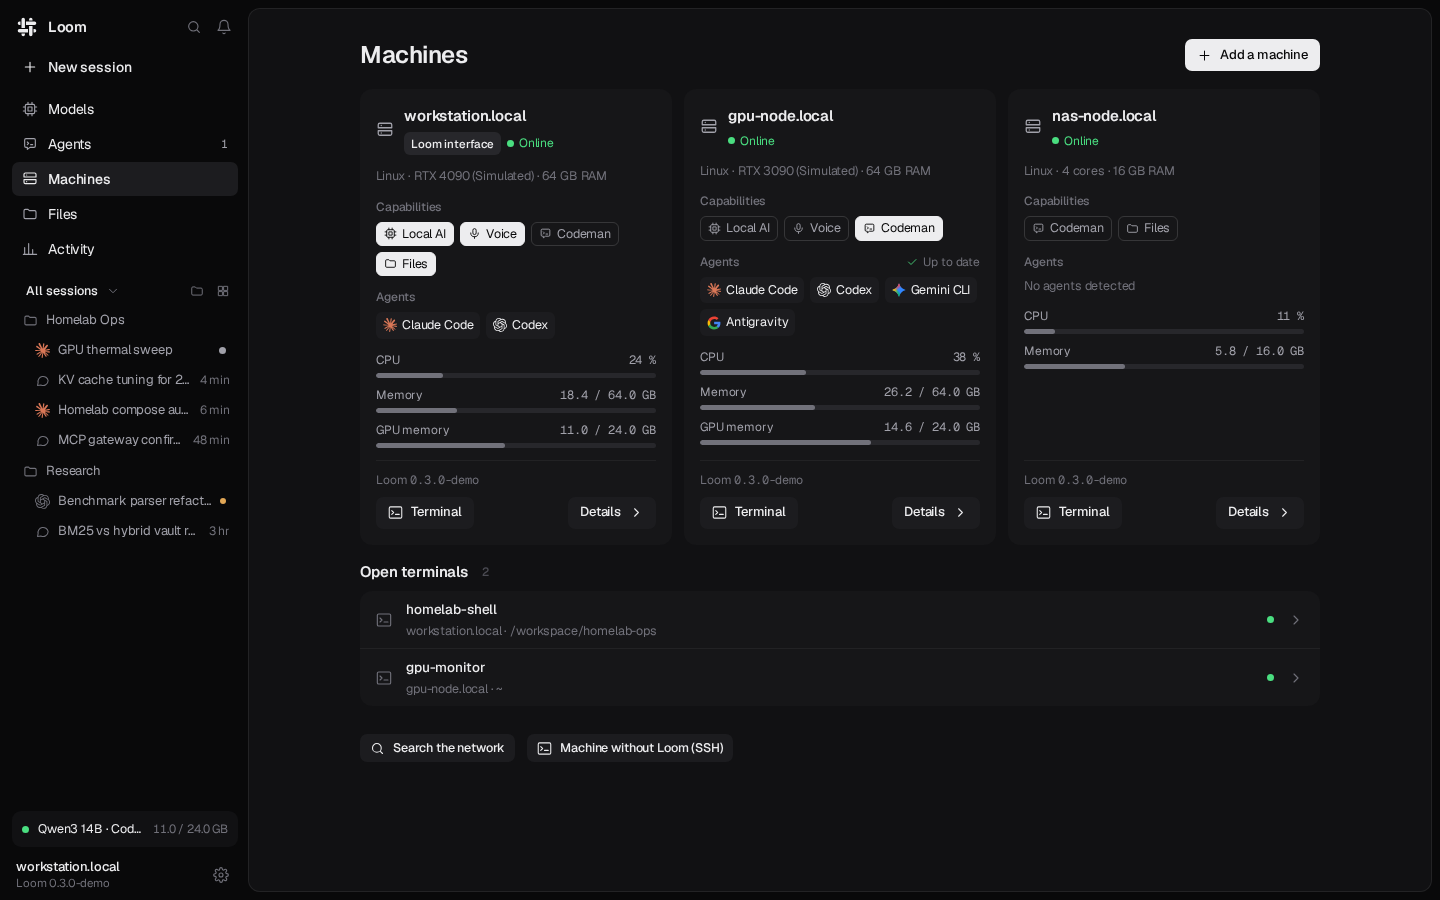 Loom
New session
Models
Agents 1
Machines
Files
Activity
All sessions
Homelab Ops
GPU thermal sweep
KV cache tuning for 2... 4 min
Homelab compose au... 6 min
MCP gateway confir... 48 min
Research
Benchmark parser refact...
BM25 vs hybrid vault r... 3 hr
Qwen3 14B · Cod... 11.0 / 24.0 GB
workstation.local
Loom 0.3.0-demo
Machines
Add a machine
workstation.local
Loom interface Online
Linux · RTX 4090 (Simulated) · 64 GB RAM
Capabilities
Local AI Voice Codeman
Files
Agents
Claude Code Codex
CPU 24 %
Memory 18.4 / 64.0 GB
GPU memory 11.0 / 24.0 GB
Loom 0.3.0-demo
Terminal Details
gpu-node.local
Online
Linux · RTX 3090 (Simulated) · 64 GB RAM
Capabilities
Local AI Voice Codeman
Agents Up to date
Claude Code Codex Gemini CLI
Antigravity
CPU 38 %
Memory 26.2 / 64.0 GB
GPU memory 14.6 / 24.0 GB
Loom 0.3.0-demo
Terminal Details
nas-node.local
Online
Linux · 4 cores · 16 GB RAM
Capabilities
Codeman Files
Agents
No agents detected
CPU 11 %
Memory 5.8 / 16.0 GB
Loom 0.3.0-demo
Terminal Details
Open terminals 2
homelab-shell
workstation.local · /workspace/homelab-ops
gpu-monitor
gpu-node.local · ~
Search the network
Machine without Loom (SSH)